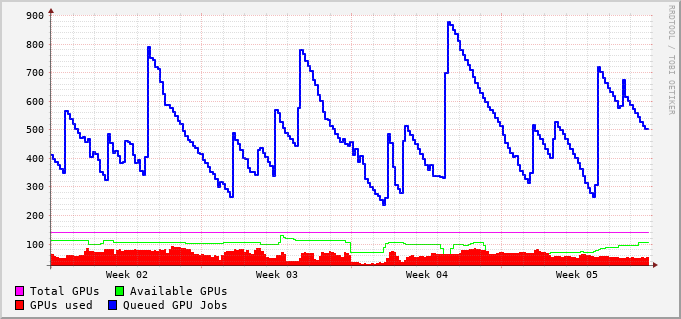 900
800
700
600
500
400
300
200
100
Week 02 Week 03 Week 04 Week 05
Total GPUs Available GPUs
GPUs used Queued GPU Jobs
RRDTOOL / TOBI OETIKER